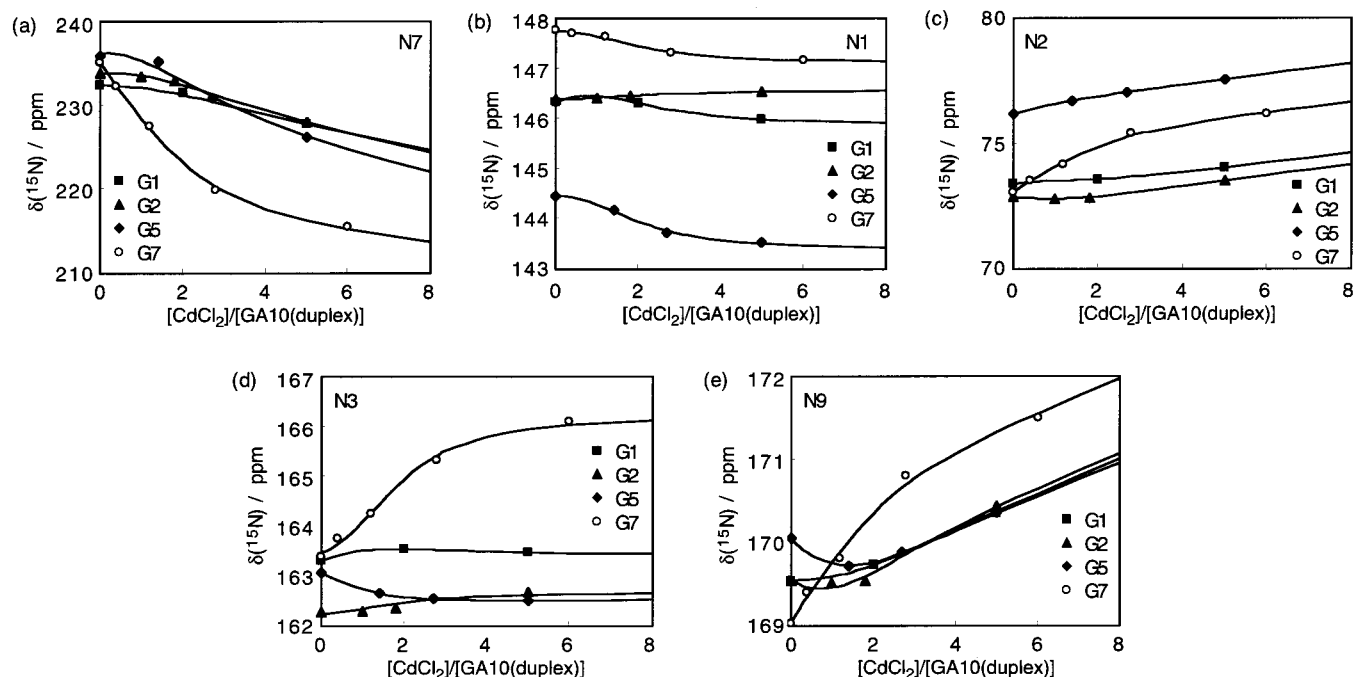 (a)
N7
δ(¹⁵N) / ppm
240
230
220
210
G1
G2
G5
G7
0 2 4 6 8
[CdCl₂]/[GA10(duplex)]
(b)
N1
δ(¹⁵N) / ppm
148
147
146
145
144
143
G1
G2
G5
G7
0 2 4 6 8
[CdCl₂]/[GA10(duplex)]
(c)
N2
δ(¹⁵N) / ppm
80
75
70
G1
G2
G5
G7
0 2 4 6 8
[CdCl₂]/[GA10(duplex)]
(d)
N3
δ(¹⁵N) / ppm
167
166
165
164
163
162
G1
G2
G5
G7
0 2 4 6 8
[CdCl₂]/[GA10(duplex)]
(e)
N9
δ(¹⁵N) / ppm
172
171
170
169
G1
G2
G5
G7
0 2 4 6 8
[CdCl₂]/[GA10(duplex)]